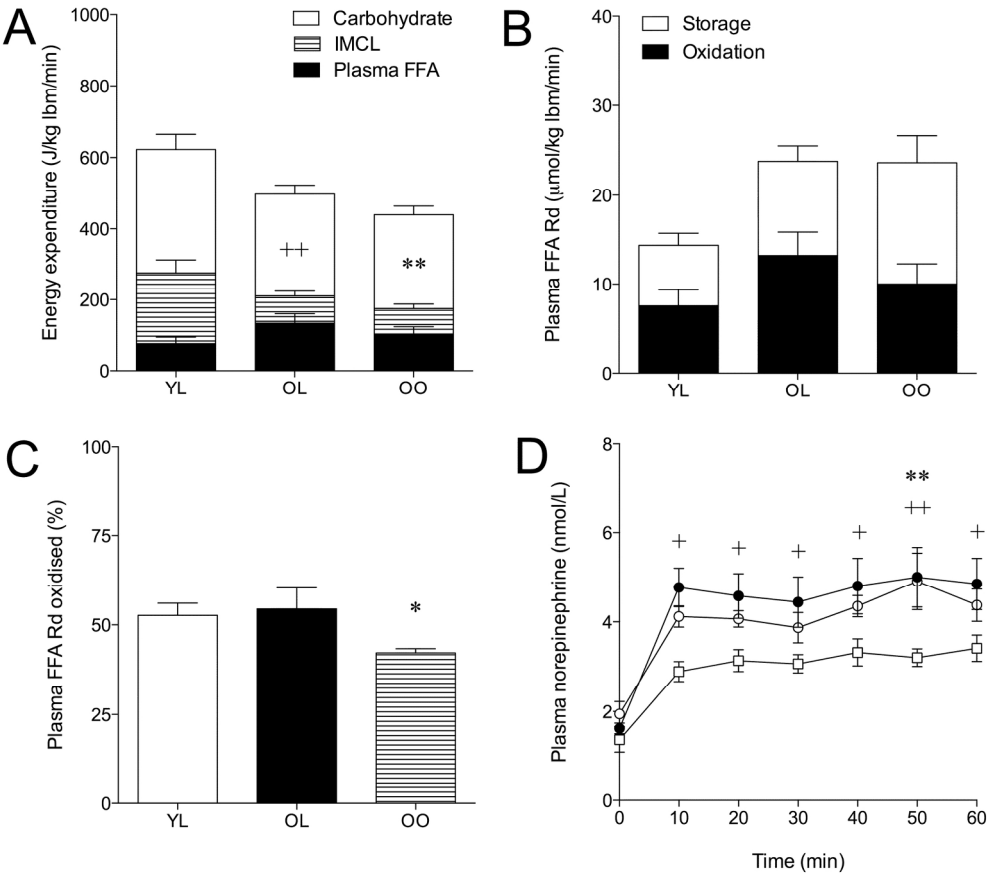 A
Energy expenditure (J/kg lbm/min)
1000
800
600
400
200
0
Carbohydrate
IMCL
Plasma FFA
++
**
YL OL OO
B
Plasma FFA Rd (μmol/kg lbm/min)
40
30
20
10
0
Storage
Oxidation
YL OL OO
C
Plasma FFA Rd oxidised (%)
100
75
50
25
0
*
YL OL OO
D
Plasma norepinephrine (nmol/L)
8
6
4
2
0
**
++
+ + + + +
0 10 20 30 40 50 60
Time (min)